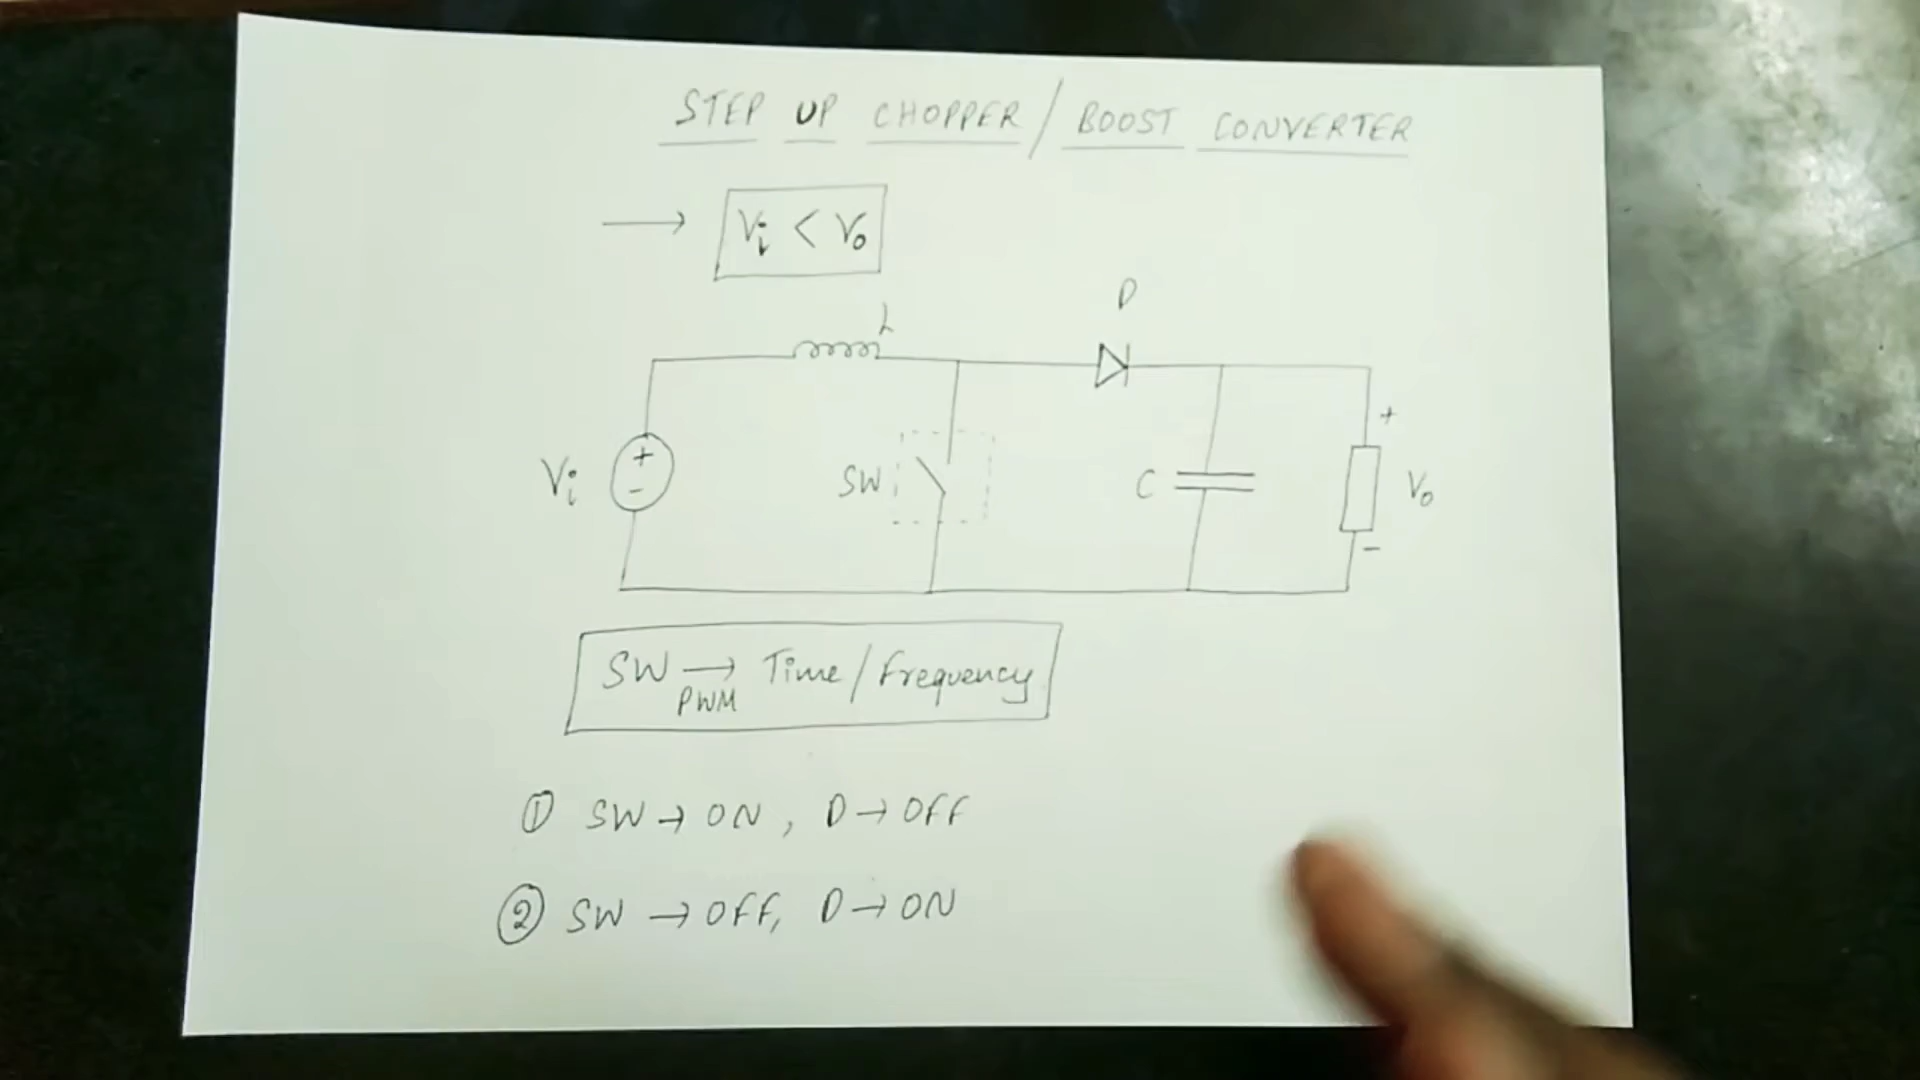 STEP UP CHOPPER / BOOST CONVERTER
→ Vi < Vo
L
D
+
Vi
+
-
SW
C
Vo
-
SW → Time / Frequency
PWM
① SW → ON, D → OFF
② SW → OFF, D → ON